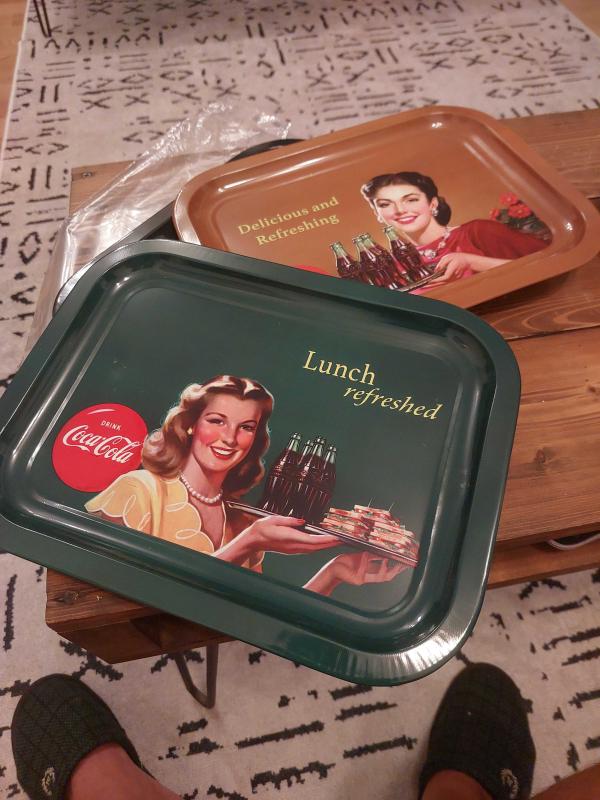 Delicious and
Refreshing
Lunch
refreshed
DRINK
Coca-Cola